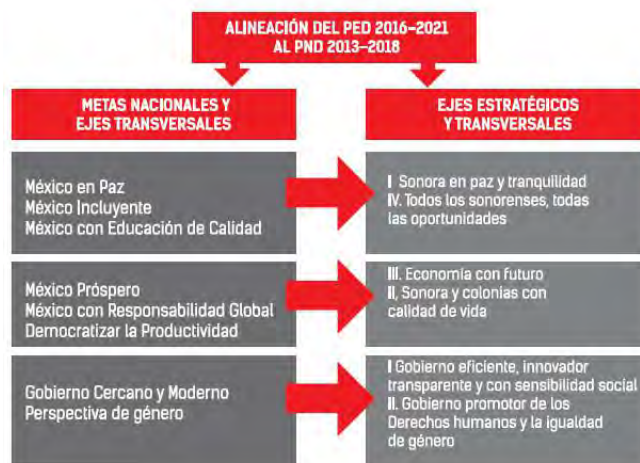 ALINEACIÓN DEL PED 2016–2021
AL PND 2013–2018
METAS NACIONALES Y
EJES TRANSVERSALES
EJES ESTRATÉGICOS
Y TRANSVERSALES
México en Paz
México Incluyente
México con Educación de Calidad
I Sonora en paz y tranquilidad
IV. Todos los sonorenses, todas
las oportunidades
México Próspero
México con Responsabilidad Global
Democratizar la Productividad
III. Economía con futuro
II, Sonora y colonías con
calidad de vida
Gobierno Cercano y Moderno
Perspectiva de género
I Gobierno eficiente, innovador
transparente y con sensibilidad social
II. Gobierno promotor de los
Derechos humanos y la igualdad
de género